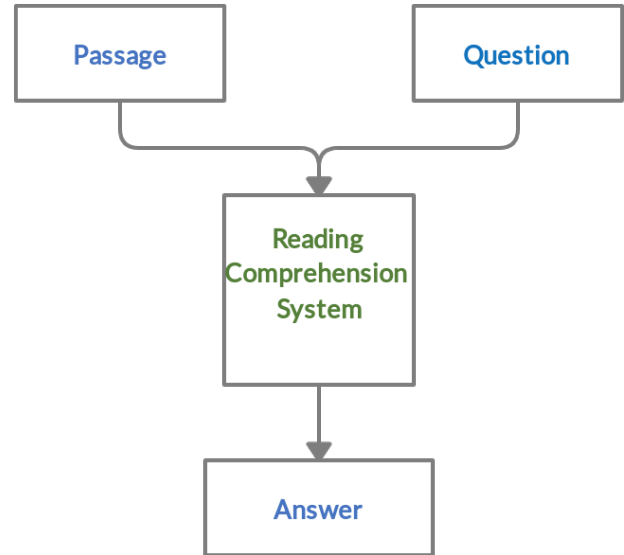 Passage
Question
Reading
Comprehension
System
Answer